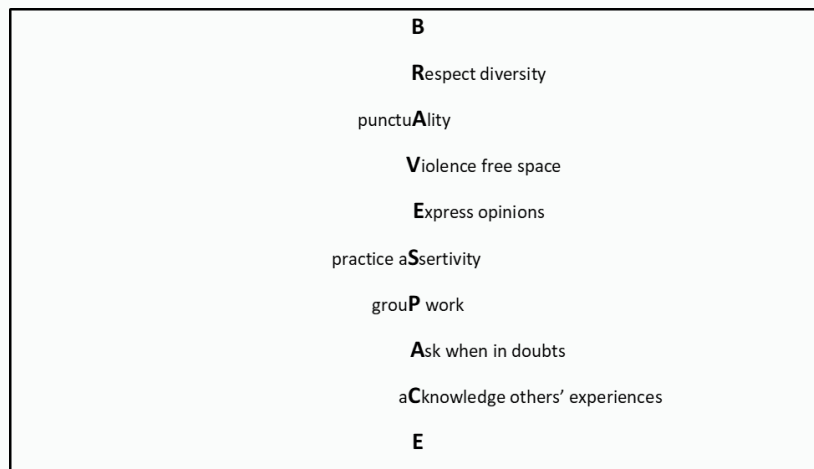 B
Respect diversity
punctuAlity
Violence free space
Express opinions
practice aSsertivity
grouP work
Ask when in doubts
aCknowledge others’ experiences
E